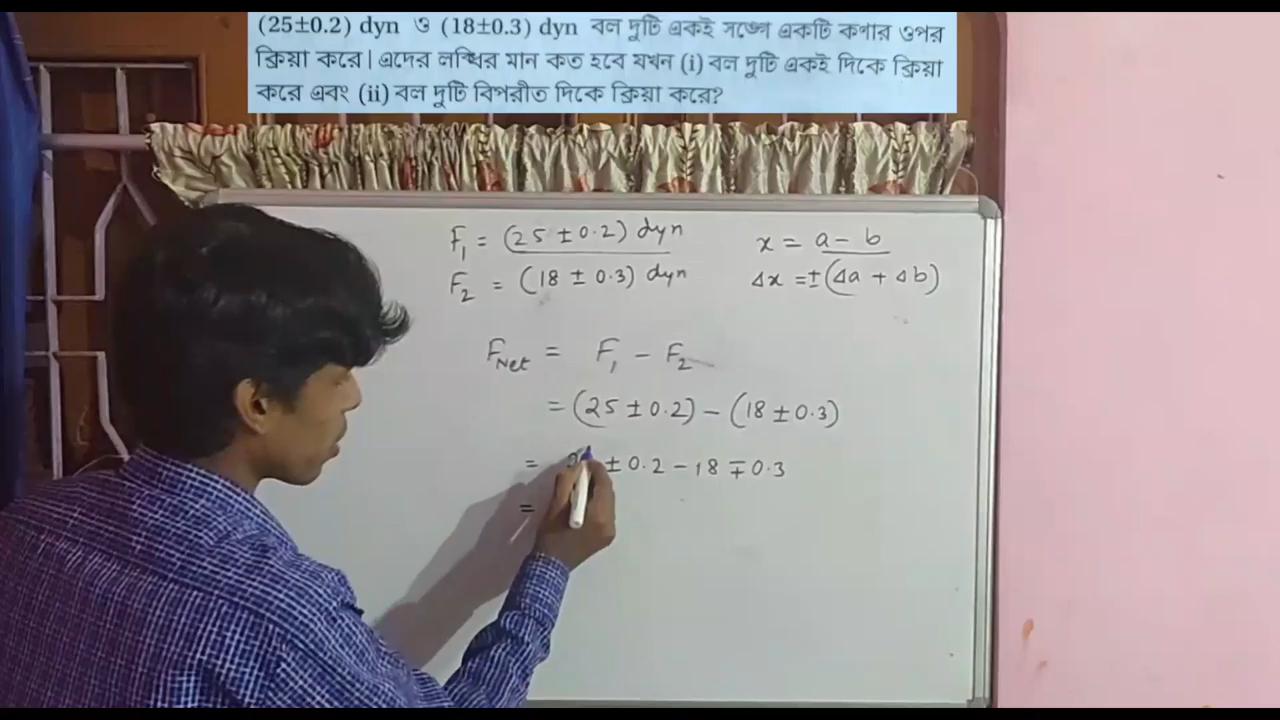 (25±0.2) dyn ও (18±0.3) dyn বল দুটি একই সঙ্গে একটি কণার ওপর
ক্রিয়া করে| এদের লব্ধির মান কত হবে যখন (i) বল দুটি একই দিকে ক্রিয়া
করে এবং (ii) বল দুটি বিপরীত দিকে ক্রিয়া করে?
F₁ = (25 ± 0.2) dyn
F₂ = (18 ± 0.3) dyn
x = a - b
Δx = ± (Δa + Δb)
F_Net = F₁ - F₂
= (25 ± 0.2) - (18 ± 0.3)
= ± 0.2 - 18 ∓ 0.3
=